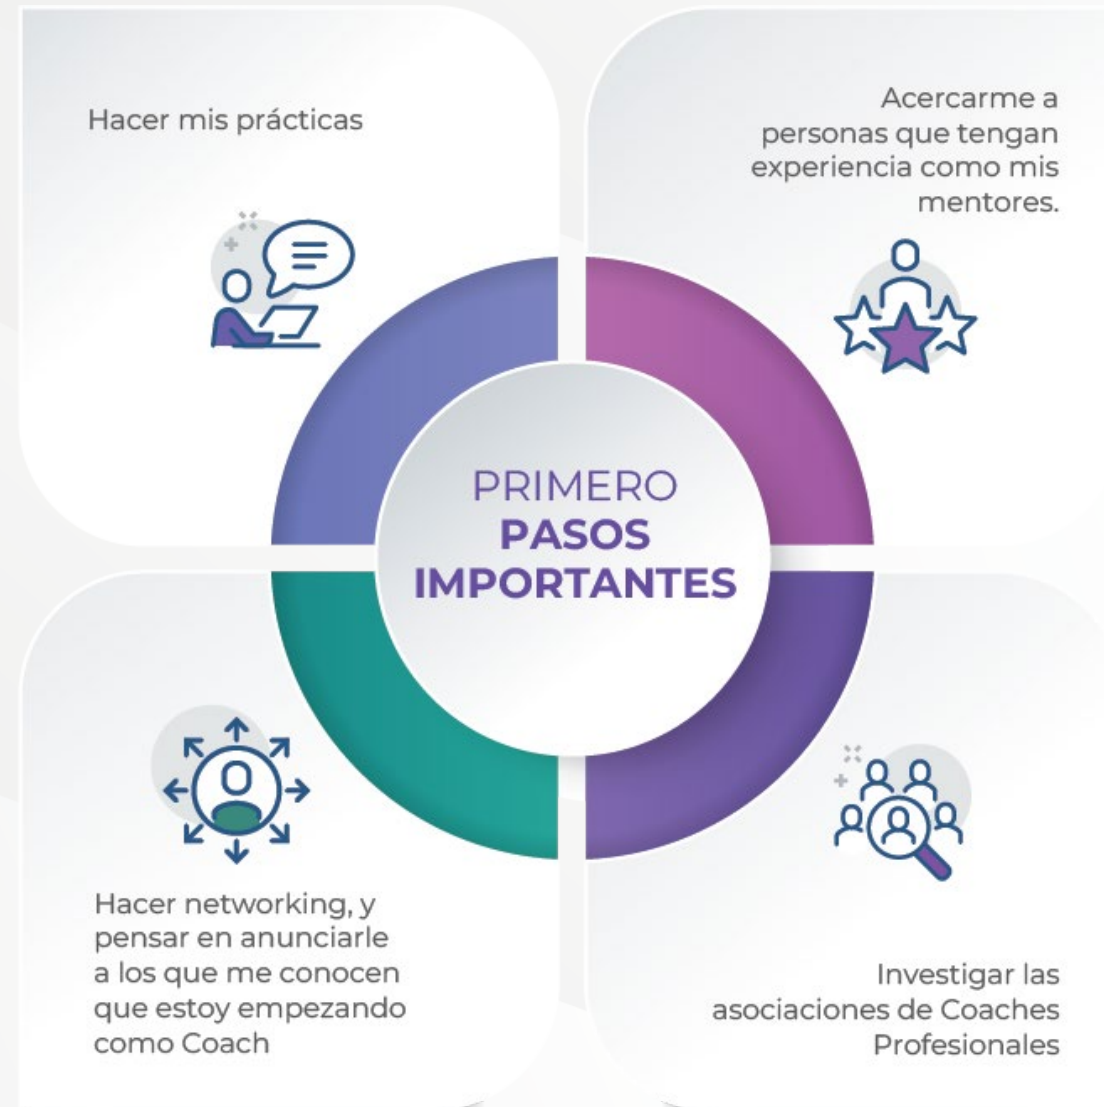 Hacer mis prácticas
Acercarme a
personas que tengan
experiencia como mis
mentores.
PRIMERO
PASOS
IMPORTANTES
Hacer networking, y
pensar en anunciarle
a los que me conocen
que estoy empezando
como Coach
Investigar las
asociaciones de Coaches
Profesionales